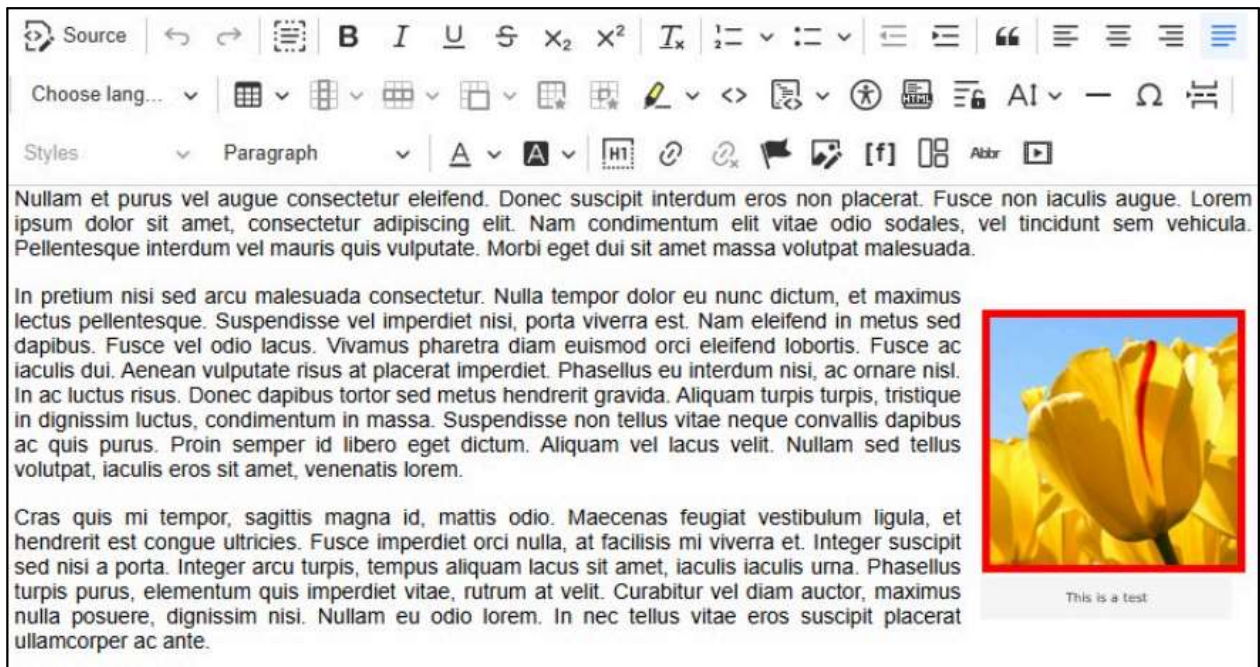 Source B I U S X₂ X² Tx
Choose lang... <> HTML AI Ω
Styles Paragraph A A H1 [f] Abbr
Nullam et purus vel augue consectetur eleifend. Donec suscipit interdum eros non placerat. Fusce non iaculis augue. Lorem
ipsum dolor sit amet, consectetur adipiscing elit. Nam condimentum elit vitae odio sodales, vel tincidunt sem vehicula.
Pellentesque interdum vel mauris quis vulputate. Morbi eget dui sit amet massa volutpat malesuada.
In pretium nisi sed arcu malesuada consectetur. Nulla tempor dolor eu nunc dictum, et maximus
lectus pellentesque. Suspendisse vel imperdiet nisi, porta viverra est. Nam eleifend in metus sed
dapibus. Fusce vel odio lacus. Vivamus pharetra diam euismod orci eleifend lobortis. Fusce ac
iaculis dui. Aenean vulputate risus at placerat imperdiet. Phasellus eu interdum nisi, ac ornare nisl.
In ac luctus risus. Donec dapibus tortor sed metus hendrerit gravida. Aliquam turpis turpis, tristique
in dignissim luctus, condimentum in massa. Suspendisse non tellus vitae neque convallis dapibus
ac quis purus. Proin semper id libero eget dictum. Aliquam vel lacus velit. Nullam sed tellus
volutpat, iaculis eros sit amet, venenatis lorem.
Cras quis mi tempor, sagittis magna id, mattis odio. Maecenas feugiat vestibulum ligula, et
hendrerit est congue ultricies. Fusce imperdiet orci nulla, at facilisis mi viverra et. Integer suscipit
sed nisi a porta. Integer arcu turpis, tempus aliquam lacus sit amet, iaculis iaculis urna. Phasellus
turpis purus, elementum quis imperdiet vitae, rutrum at velit. Curabitur vel diam auctor, maximus
nulla posuere, dignissim nisi. Nullam eu odio lorem. In nec tellus vitae eros suscipit placerat
ullamcorper ac ante.
This is a test